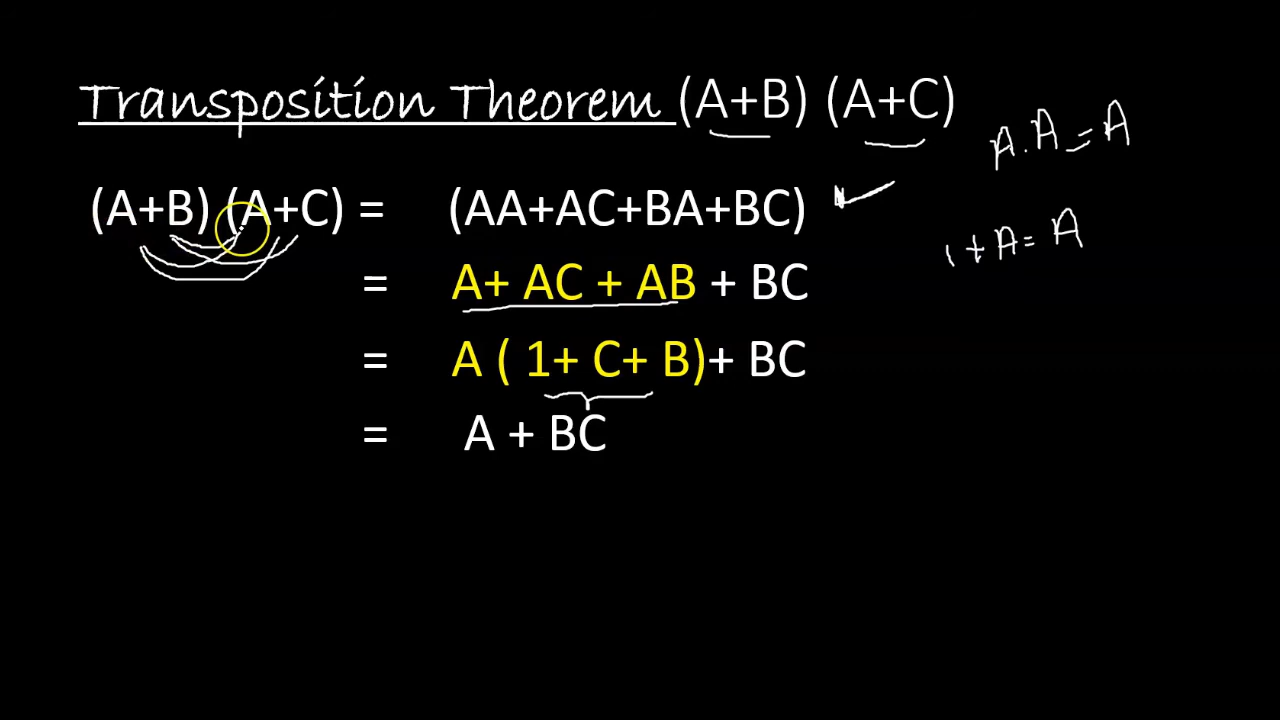 Transposition Theorem (A+B) (A+C)
A.A=A
(A+B) (A+C) = (AA+AC+BA+BC)
1+A=A
= A+ AC + AB + BC
= A ( 1+ C+ B)+ BC
= A + BC